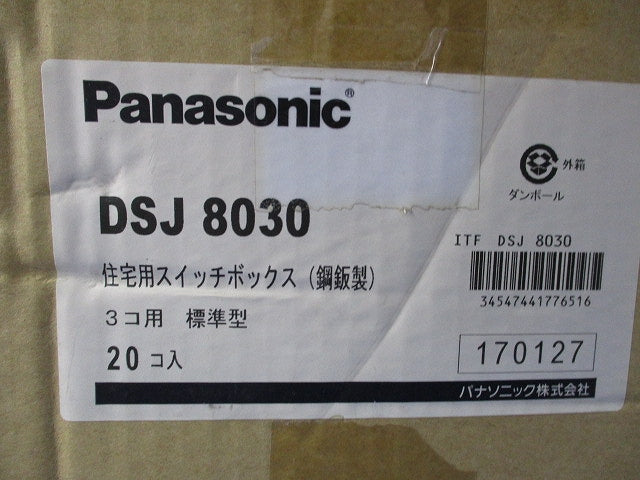 Panasonic®
外箱
ダンボール
DSJ 8030
ITF DSJ 8030
住宅用スイッチボックス（鋼鈑製）
34547441776516
3コ用 標準型
20コ入
170127
パナソニック株式会社